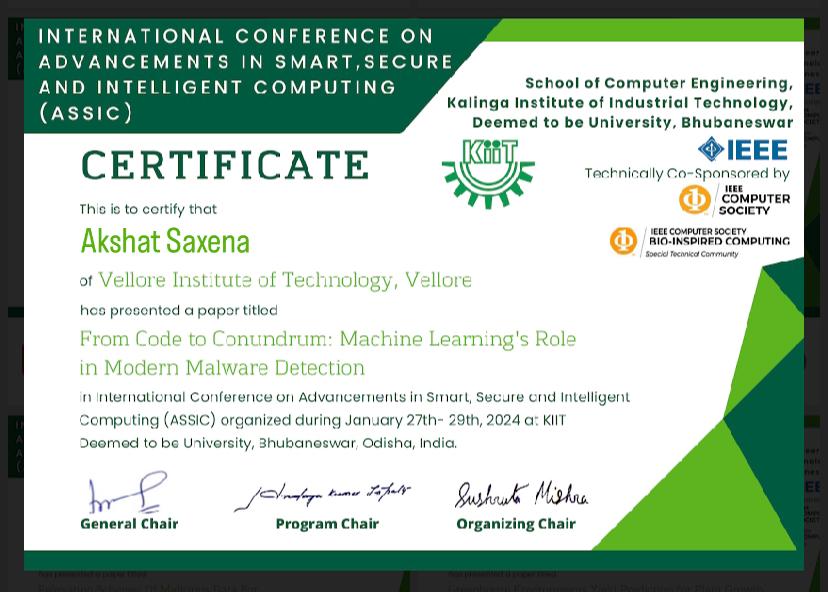 INTERNATIONAL CONFERENCE ON
ADVANCEMENTS IN SMART,SECURE
AND INTELLIGENT COMPUTING
(ASSIC)
School of Computer Engineering,
Kalinga Institute of Industrial Technology,
Deemed to be University, Bhubaneswar
CERTIFICATE
KiiT
IEEE
Technically Co-Sponsored by
IEEE
COMPUTER
SOCIETY
IEEE COMPUTER SOCIETY
BIO-INSPIRED COMPUTING
Special Technical Community
This is to certify that
Akshat Saxena
of Vellore Institute of Technology, Vellore
has presented a paper titled
From Code to Conundrum: Machine Learning's Role
in Modern Malware Detection
in International Conference on Advancements in Smart, Secure and Intelligent
Computing (ASSIC) organized during January 27th- 29th, 2024 at KIIT
Deemed to be University, Bhubaneswar, Odisha, India.
Sushruta Mishra
General Chair
Program Chair
Organizing Chair
has presented a paper titled